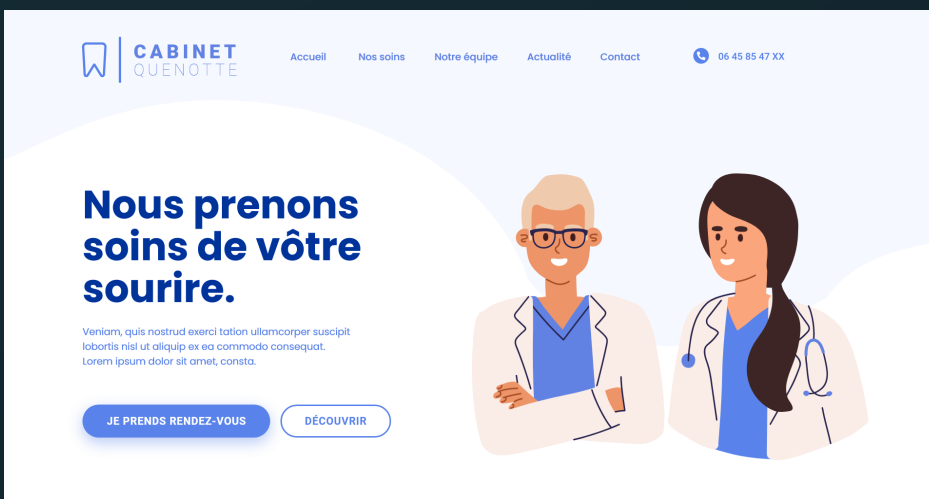 CABINET
QUENOTTE
Accueil
Nos soins
Notre équipe
Actualité
Contact
06 45 85 47 XX
Nous prenons
soins de vôtre
sourire.
Veniam, quis nostrud exerci tation ullamcorper suscipit
lobortis nisl ut aliquip ex ea commodo consequat.
Lorem ipsum dolor sit amet, consta.
JE PRENDS RENDEZ-VOUS
DÉCOUVRIR